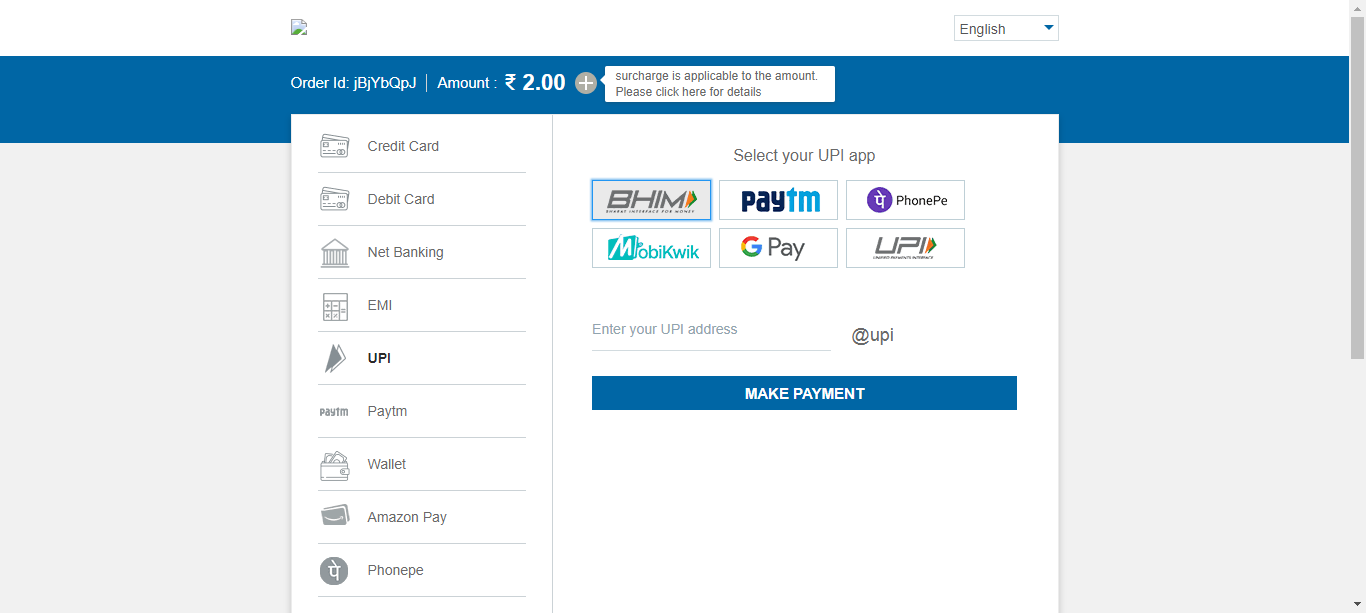 English
Order Id: jBjYbQpJ | Amount : ₹ 2.00
surcharge is applicable to the amount.
Please click here for details
Credit Card
Debit Card
Net Banking
EMI
UPI
Paytm Paytm
Wallet
Amazon Pay
Phonepe
Select your UPI app
BHIM
BHARAT INTERFACE FOR MONEY
Paytm
PhonePe
MobiKwik
G Pay
UPI
UNIFIED PAYMENTS INTERFACE
Enter your UPI address
@upi
MAKE PAYMENT